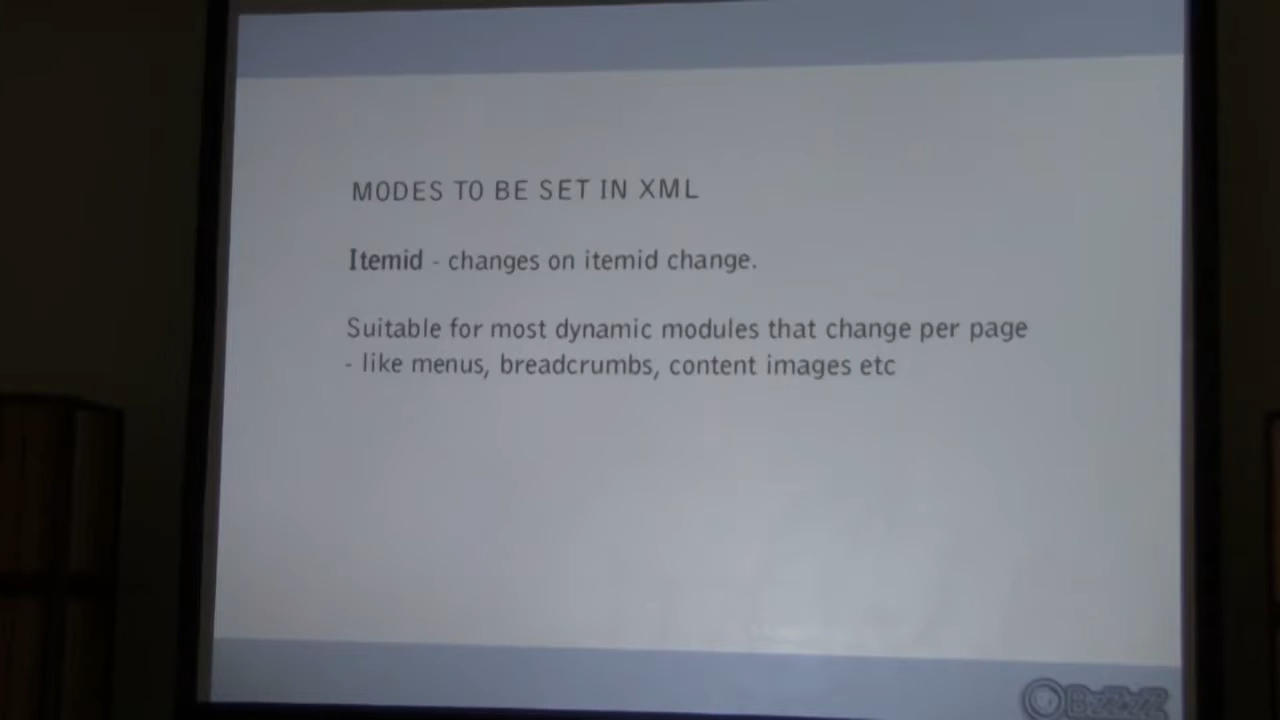 MODES TO BE SET IN XML
Itemid - changes on itemid change.
Suitable for most dynamic modules that change per page
- like menus, breadcrumbs, content images etc